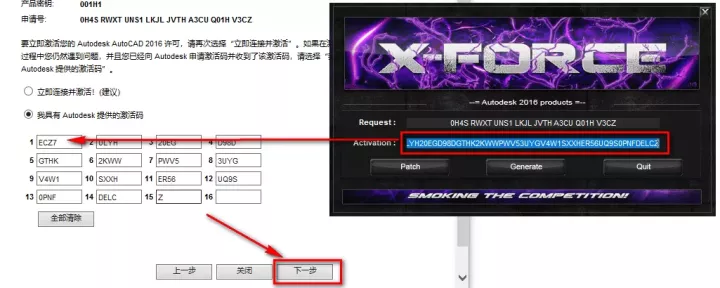 产品密钥: 001H1
申请号: 0H4S RWXT UNS1 LKJL JVTH A3CU Q01H V3CZ
要立即激活您的 Autodesk AutoCAD 2016 许可，请再次选择“立即连接并激活”。如果在
过程中您仍然遇到问题，并且您已经向 Autodesk 申请激活码并收到了该激活码，请选择
Autodesk 提供的激活码”。
立即连接并激活! (建议)
我具有 Autodesk 提供的激活码
1 ECZ7 2 0LYH 3 20EG 4 D98D
5 GTHK 6 2KWW 7 PWV5 8 3UYG
9 V4W1 10 SXXH 11 ER56 12 UQ9S
13 0PNF 14 DELC 15 Z 16
全部清除
上一步 关闭 下一步
X-FORCE
--= Autodesk 2016 products =--
Request : 0H4S RWXT UNS1 LKJL JVTH A3CU Q01H V3CZ
Activation : LYH20EGD98DGTHK2KWWPWV53UYGV4W1SXXHER56UQ9S0PNFDELCZ
Patch Generate Quit
SMOKING THE COMPETITION!